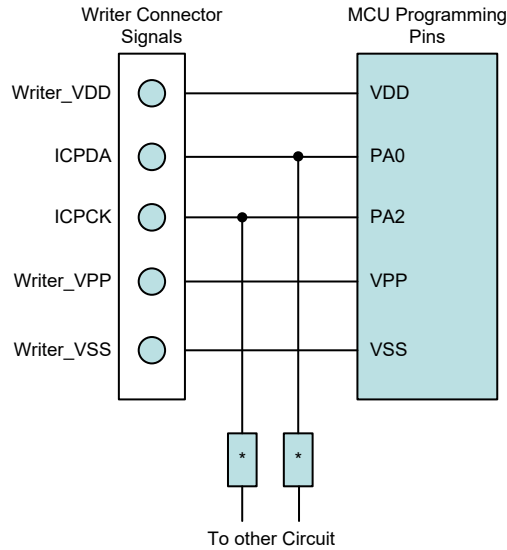 Writer Connector
Signals
MCU Programming
Pins
Writer_VDD
VDD
ICPDA
PA0
ICPCK
PA2
Writer_VPP
VPP
Writer_VSS
VSS
*
*
To other Circuit